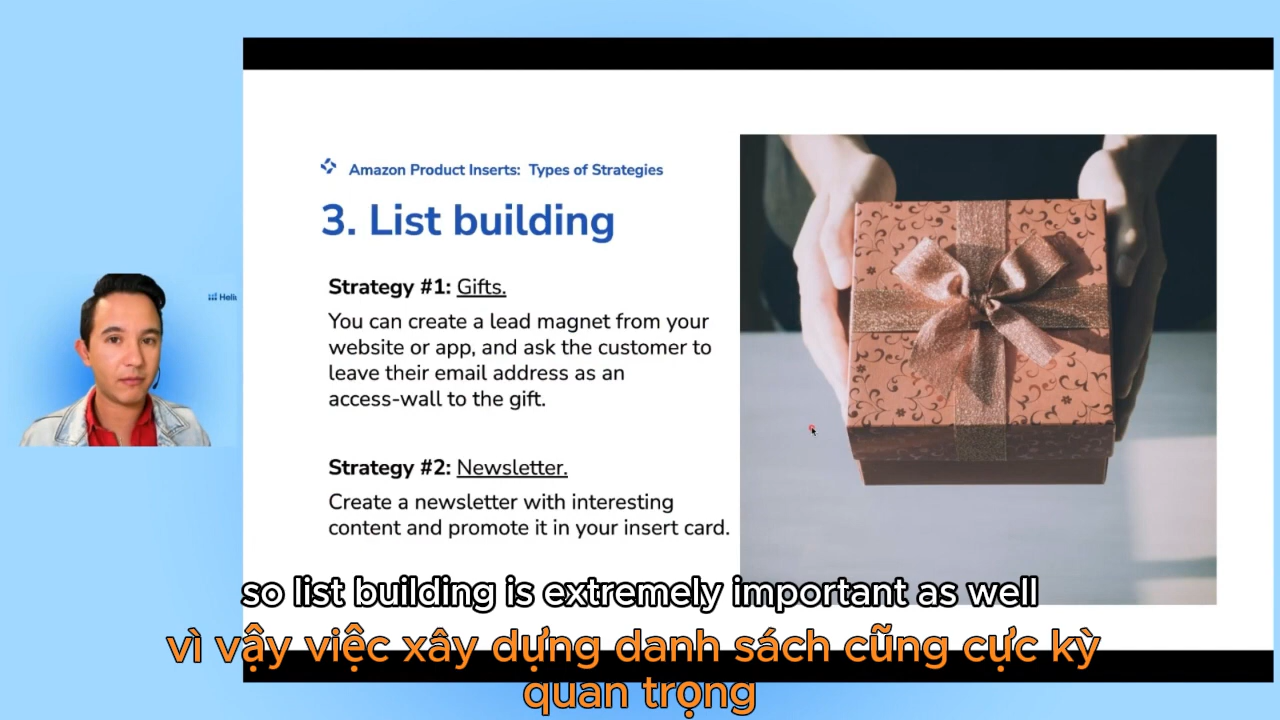 Amazon Product Inserts: Types of Strategies
3. List building
Strategy #1: Gifts.
You can create a lead magnet from your
website or app, and ask the customer to
leave their email address as an
access-wall to the gift.
Strategy #2: Newsletter.
Create a newsletter with interesting
content and promote it in your insert card.
so list building is extremely important as well
vì vậy việc xây dựng danh sách cũng cực kỳ
quan trọng